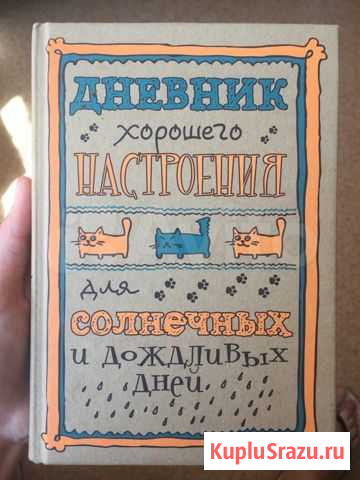 ДНЕВНИК
хорошего
НАСТРОЕНИЯ
для
СОЛНЕЧНЫХ
и дождливых
дней
KupluSrazu.ru